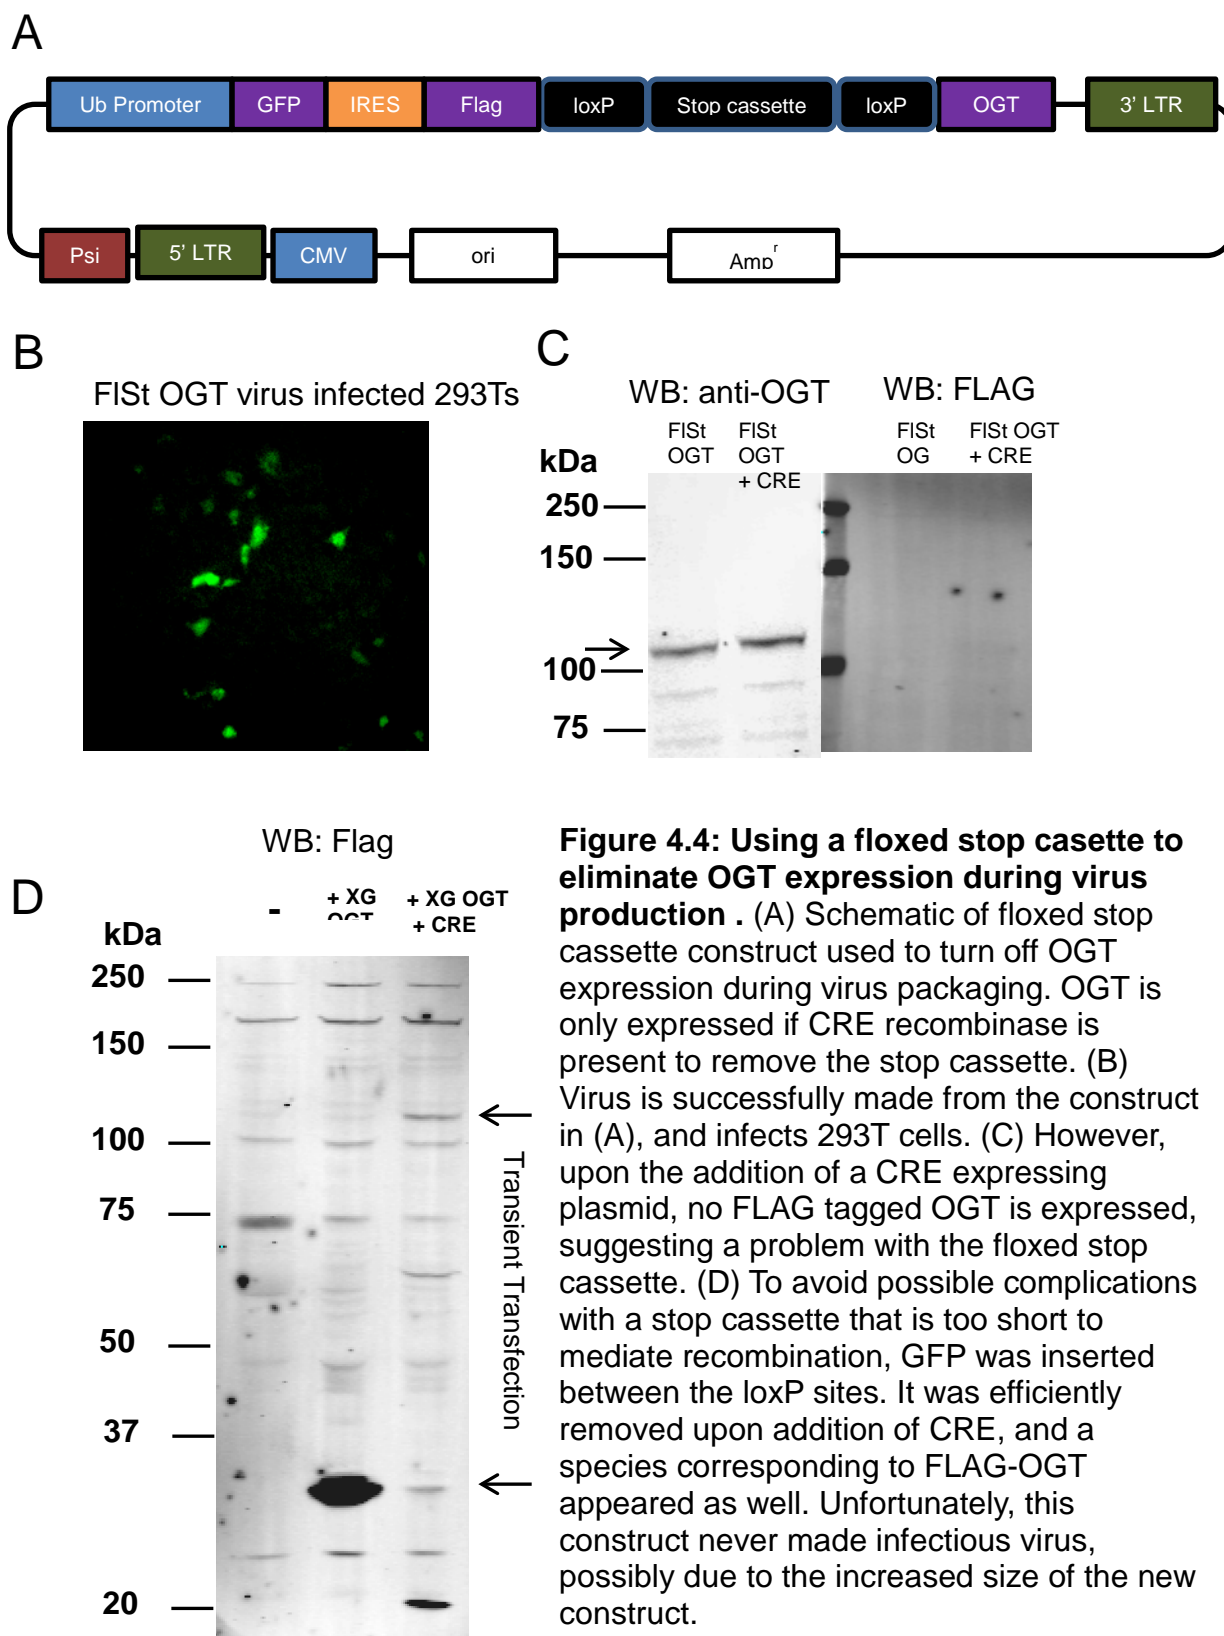 A
Ub Promoter GFP IRES Flag loxP Stop cassette loxP OGT 3' LTR
Psi 5' LTR CMV ori Amp r
B
FlSt OGT virus infected 293Ts
C
WB: anti-OGT WB: FLAG
FlSt FlSt FlSt FlSt OGT
OGT OGT OG + CRE
+ CRE
kDa
250
150
100
75
WB: Flag
D
- + XG OGT + XG OGT
+ CRE
kDa
250
150
100
75
50
37
20
Transient Transfection
Figure 4.4: Using a floxed stop casette to
eliminate OGT expression during virus
production . (A) Schematic of floxed stop
cassette construct used to turn off OGT
expression during virus packaging. OGT is
only expressed if CRE recombinase is
present to remove the stop cassette. (B)
Virus is successfully made from the construct
in (A), and infects 293T cells. (C) However,
upon the addition of a CRE expressing
plasmid, no FLAG tagged OGT is expressed,
suggesting a problem with the floxed stop
cassette. (D) To avoid possible complications
with a stop cassette that is too short to
mediate recombination, GFP was inserted
between the loxP sites. It was efficiently
removed upon addition of CRE, and a
species corresponding to FLAG-OGT
appeared as well. Unfortunately, this
construct never made infectious virus,
possibly due to the increased size of the new
construct.